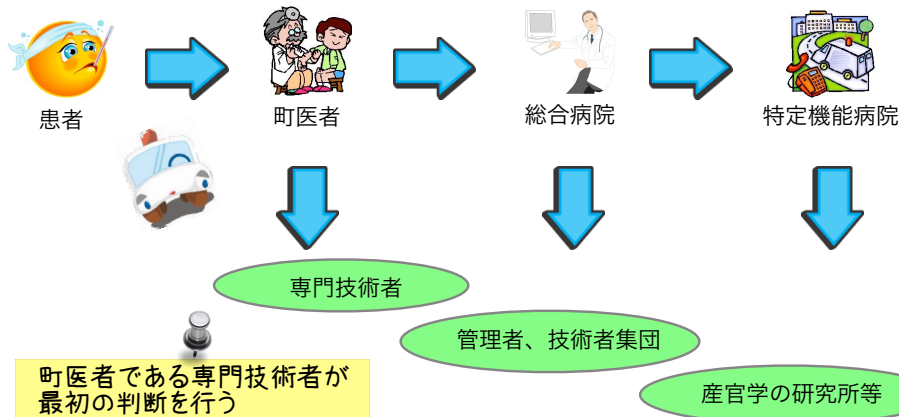 患者
町医者
総合病院
特定機能病院
専門技術者
管理者、技術者集団
町医者である専門技術者が
最初の判断を行う
産官学の研究所等